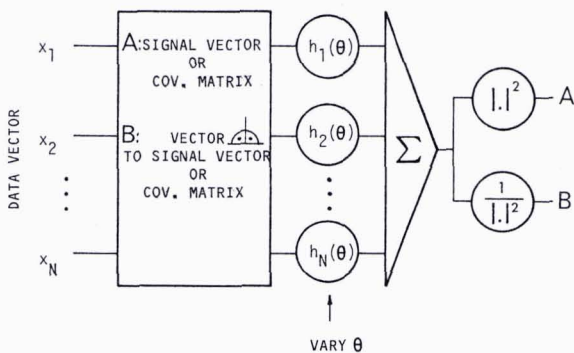 DATA VECTOR
x1
x2
xN
A: SIGNAL VECTOR
OR
COV. MATRIX
B: VECTOR
TO SIGNAL VECTOR
OR
COV. MATRIX
h1(θ)
h2(θ)
hN(θ)
VARY θ
Σ
|.|²
A
1
|.|²
B